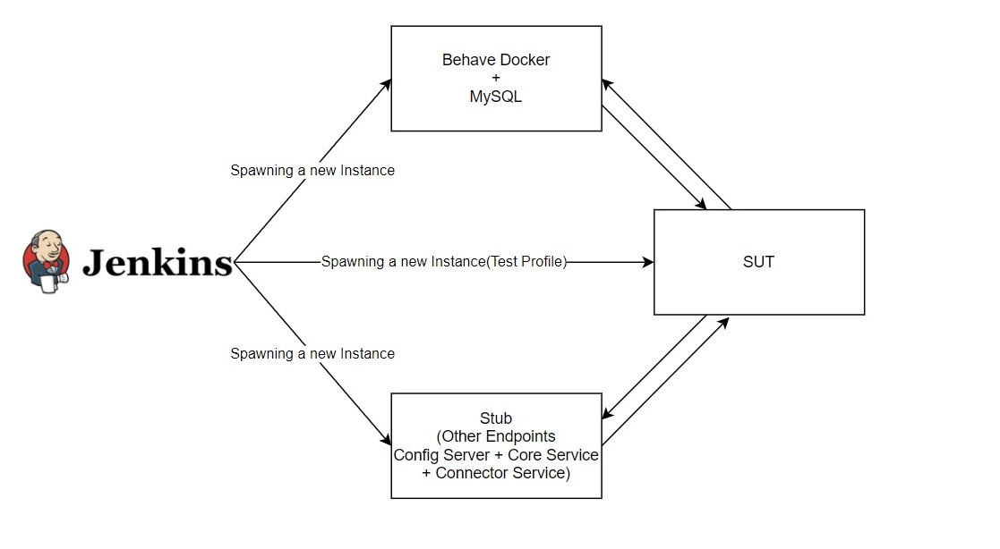 Behave Docker
+
MySQL
Spawning a new Instance
Jenkins
Spawning a new Instance(Test Profile)
SUT
Spawning a new Instance
Stub
(Other Endpoints
Config Server + Core Service
+ Connector Service)